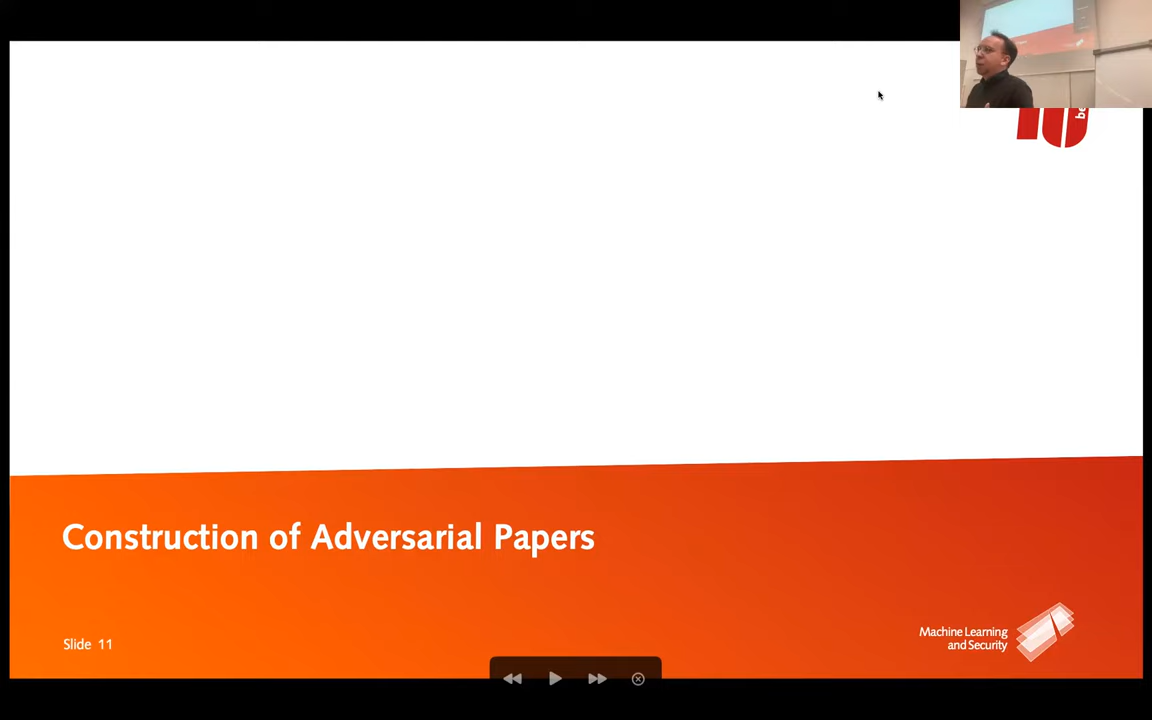 Construction of Adversarial Papers
Slide 11
Machine Learning
and Security